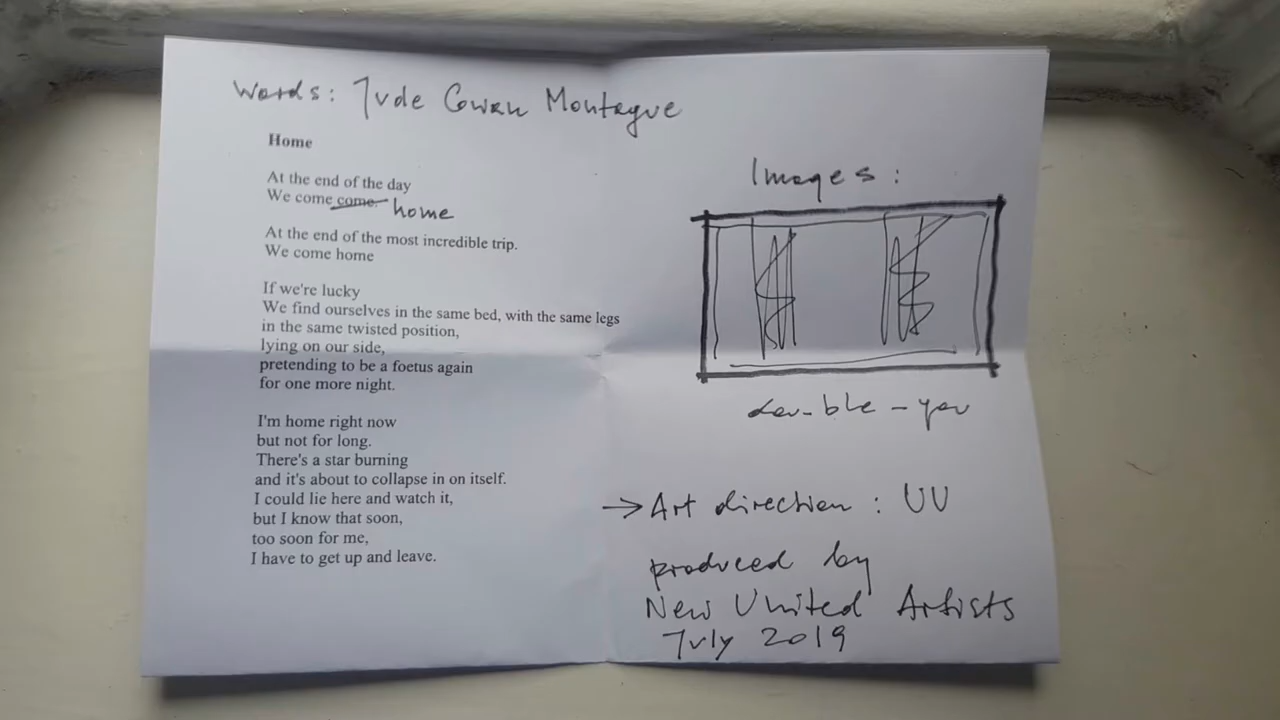 Words: Jude Cowan Montague
Home
At the end of the day
We come come. home
At the end of the most incredible trip.
We come home
If we're lucky
We find ourselves in the same bed, with the same legs
in the same twisted position,
lying on our side,
pretending to be a foetus again
for one more night.
I'm home right now
but not for long.
There's a star burning
and it's about to collapse in on itself.
I could lie here and watch it,
but I know that soon,
too soon for me,
I have to get up and leave.
Images:
dou-ble-you
→ Art direction: UU
produced by
New United Artists
July 2019